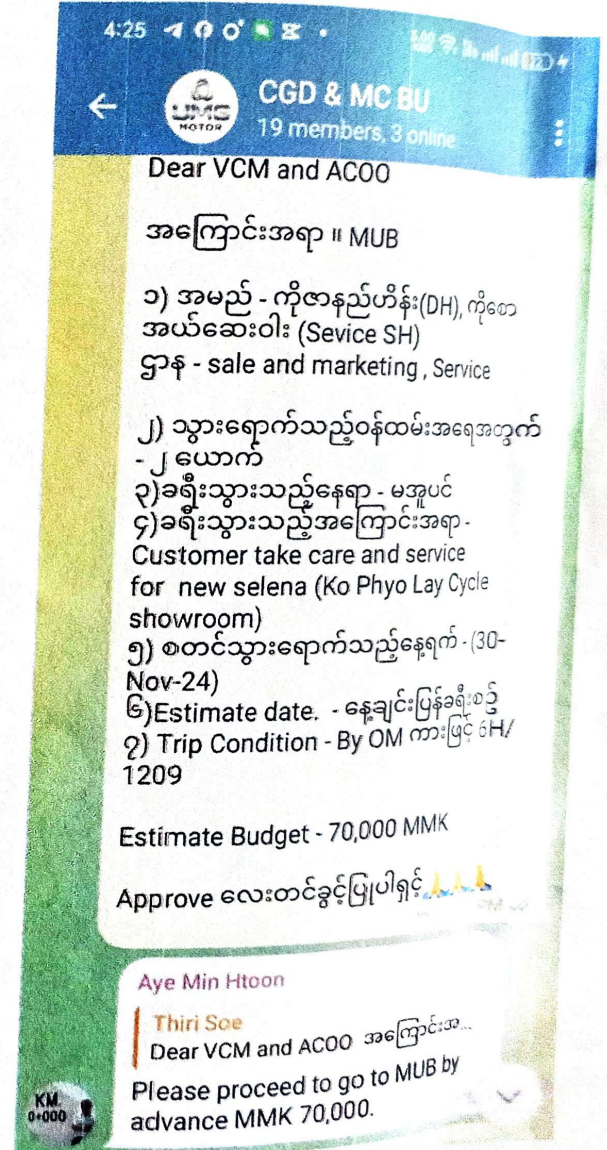 4:25
CGD & MC BU
UMG
MOTOR
19 members, 3 online
Dear VCM and ACOO
အကြောင်းအရာ ။ MUB
၁) အမည် - ကိုဇာနည်ဟိန်း(DH), ကိုစော
အယ်ဆေးဝါး (Sevice SH)
ဌာန - sale and marketing , Service
၂) သွားရောက်သည့်ဝန်ထမ်းအရေအတွက်
- ၂ ယောက်
၃)ခရီးသွားသည့်နေရာ - မအူပင်
၄)ခရီးသွားသည့်အကြောင်းအရာ -
Customer take care and service
for new selena (Ko Phyo Lay Cycle
showroom)
၅) စတင်သွားရောက်သည့်နေ့ရက် - (30-
Nov-24)
၆)Estimate date. - နေ့ချင်းပြန်ခရီးစဥ်
၇) Trip Condition - By OM ကားဖြင့် 6H/
1209
Estimate Budget - 70,000 MMK
Approve လေးတင်ခွင့်ပြုပါရှင့်🙏🙏🙏
Aye Min Htoon
Thiri Soe
Dear VCM and ACOO အကြောင်းအ...
Please proceed to go to MUB by
advance MMK 70,000.
KM
0+000